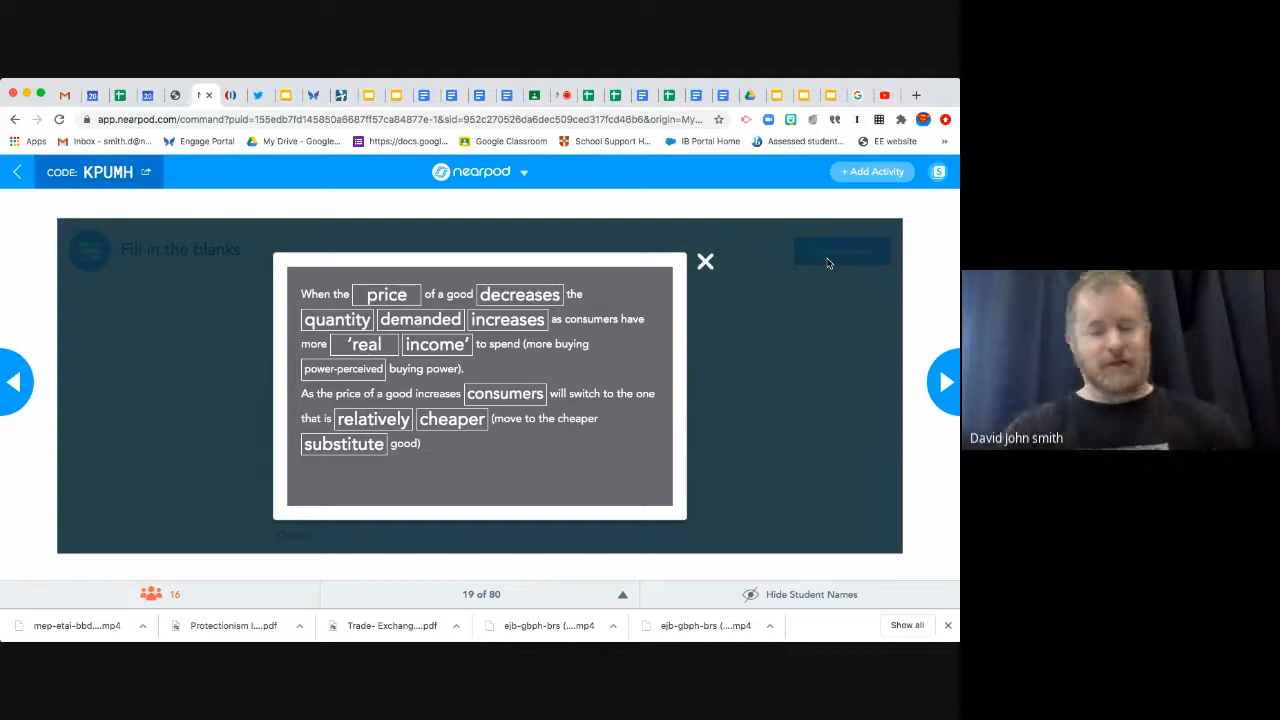 app.nearpod.com/command?puid=155edb7fd145850a6687ff57ca84877e-1&sid=952c270526da6dec509ced317fcd46b6&origin=My...
Apps
Inbox - smith.d@n...
Engage Portal
My Drive - Google...
https://docs.googl...
Google Classroom
School Support H...
IB Portal Home
Assessed student...
EE website
»
CODE: KPUMH
nearpod
+ Add Activity
Fill in the blanks
When the price of a good decreases the
quantity demanded increases as consumers have
more ‘real income’ to spend (more buying
power-perceived buying power).
As the price of a good increases consumers will switch to the one
that is relatively cheaper (move to the cheaper
substitute good)
David John smith
16
19 of 80
Hide Student Names
mep-etai-bbd....mp4
Protectionism I....pdf
Trade- Exchang....pdf
ejb-gbph-brs (....mp4
ejb-gbph-brs (....mp4
Show all